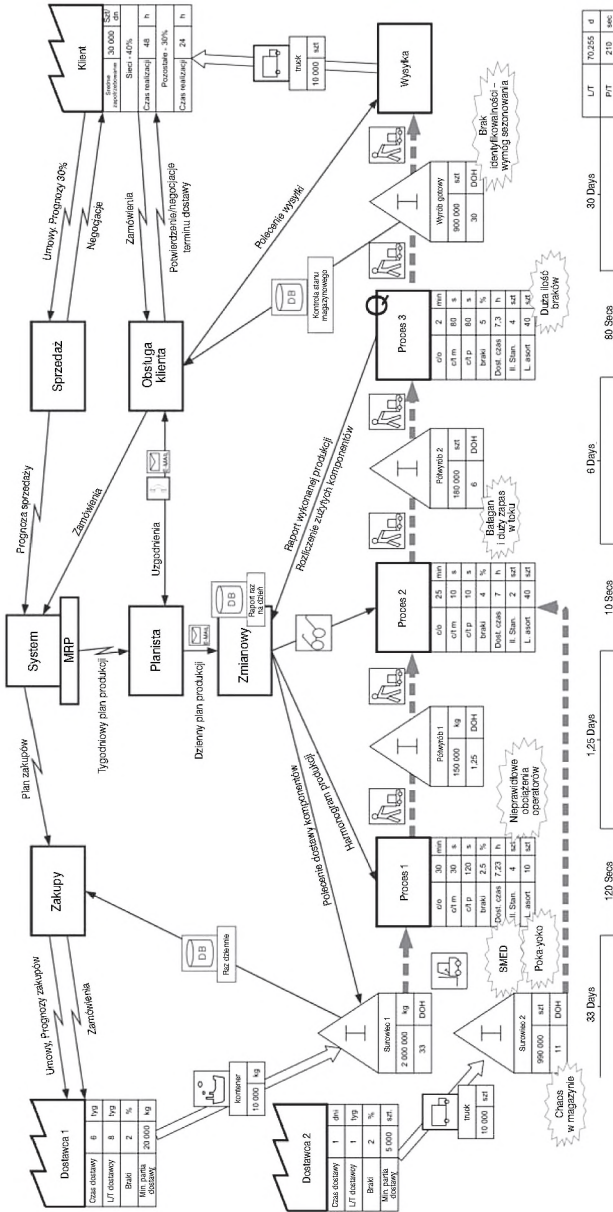 Dostawca 1
Czas dostawy 6 tyg
L/T dostawcy 8 tyg
Braki 2 %
Min. partia dostawy 20 000 kg
Umowy, Prognozy zakupów
Zamówienia
Zakupy
Plan zakupów
System
MRP
Prognoza sprzedaży
Zamówienia
Sprzedaż
Umowy, Prognozy 30%
Negocjacje
Klient
Średnie zapotrzebowanie 30 000 Szt/dn
Sieci - 40%
Czas realizacji 48 h
Pozostałe - 30%
Czas realizacji 24 h
Zamówienia
Potwierdzenie/negocjacje
terminu dostawy
Obsługa
klienta
Uzgodnienia
E-MAIL
Tygodniowy plan produkcji
Planista
Dzienny plan produkcji
E-MAIL
Zmianowy
DB
Raport raz
na dzień
DB
Raz dziennie
Polecenie dostawy komponentów
Harmonogram produkcji
Raport wykonanej produkcji
Rozliczenie zużytych komponentów
DB
Kontrola stanu
magazynowego
Polecenie wysyłki
truck
10 000 szt
Wysyłka
kontener
10 000 kg
Dostawca 2
Czas dostawy 1 dni
L/T dostawcy 1 tyg
Braki 2 %
Min. partia dostawy 5 000 szt.
truck
10 000 szt
I
Surowiec 1
2 000 000 kg
33 DOH
I
Surowiec 2
990 000 szt
11 DOH
Chaos
w magazynie
SMED
Poka-yoko
Proces 1
c/o 30 min
c/t m 30 s
c/t p 120 s
braki 2,5 %
Dost. czas 7,23 h
Il. Stan. 4 szt
L. asort 10 szt
Nieprawidłowe
obciążenia
operatorów
I
Półwyrób 1
150 000 kg
1,25 DOH
Proces 2
c/o 25 min
c/t m 10 s
c/t p 10 s
braki 4 %
Dost. czas 7 h
Il. Stan. 2 szt
L. asort 40 szt
Bałagan
i duży zapas
w toku
I
Półwyrób 2
180 000 szt
6 DOH
Proces 3
Q
c/o 2 min
c/t m 80 s
c/t p 80 s
braki 5 %
Dost. czas 7,3 h
Il. Stan. 4 szt
L. asort 40 szt
Duża ilość
braków
I
Wyrób gotowy
900 000 szt
30 DOH
Brak
identyfikowalności –
wymóg sezonowania
33 Days
120 Secs
1,25 Days
10 Secs
6 Days
80 Secs
30 Days
L/T 70,255 d
P/T 210 sec